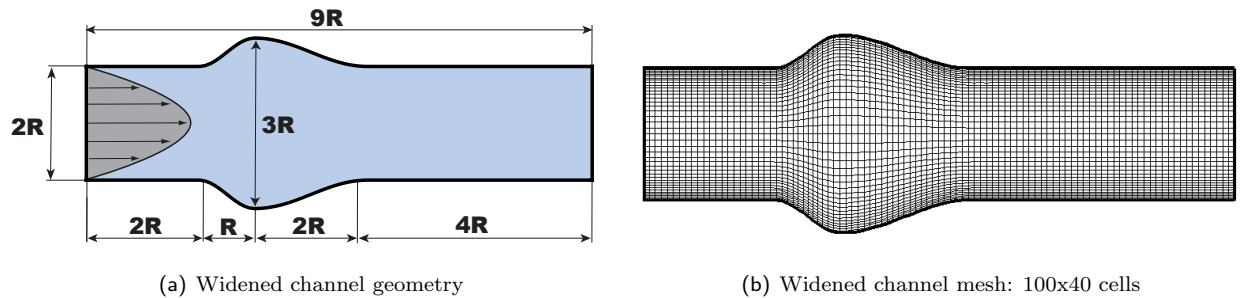 9R
2R
3R
2R
R
2R
4R
(a) Widened channel geometry
(b) Widened channel mesh: 100x40 cells